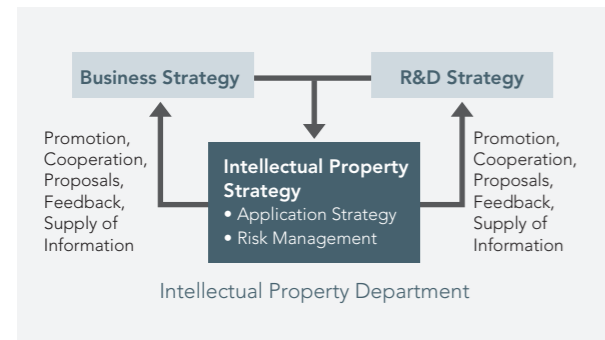 Business Strategy
R&D Strategy
Promotion,
Cooperation,
Proposals,
Feedback,
Supply of
Information
Intellectual Property
Strategy
• Application Strategy
• Risk Management
Promotion,
Cooperation,
Proposals,
Feedback,
Supply of
Information
Intellectual Property Department